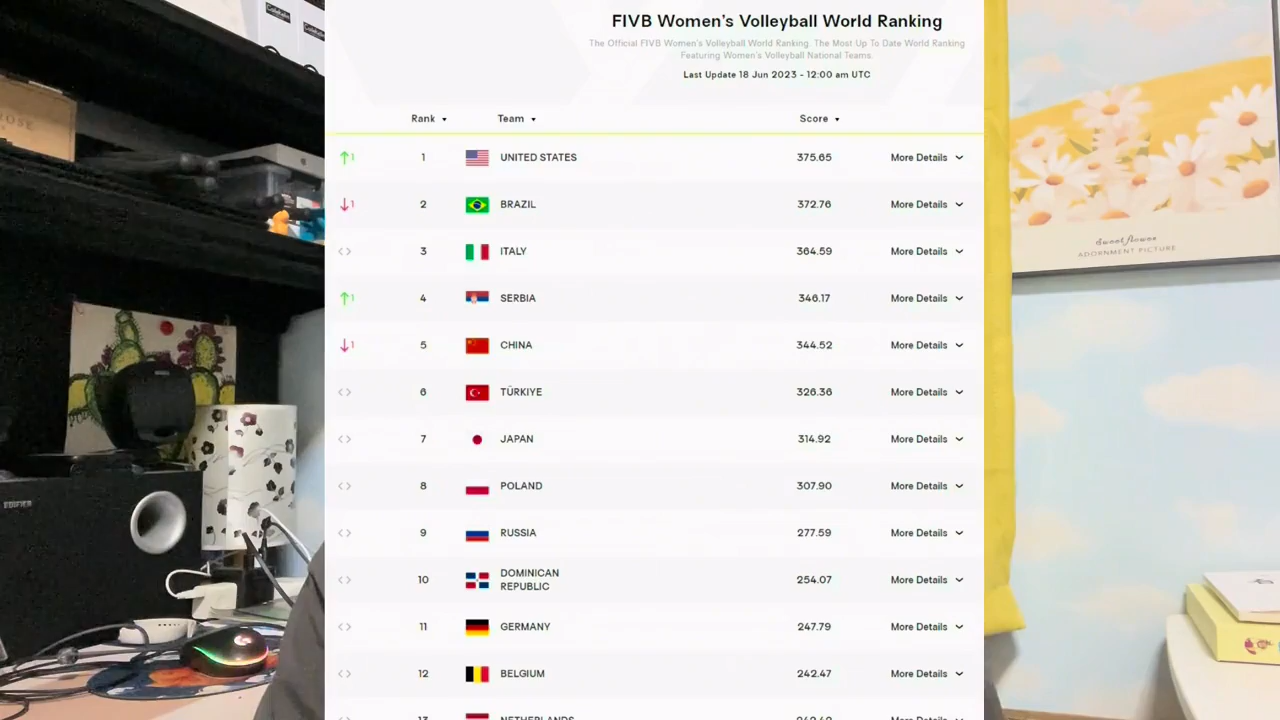 FIVB Women's Volleyball World Ranking
The Official FIVB Women's Volleyball World Ranking. The Most Up To Date World Ranking
Featuring Women's Volleyball National Teams.
Last Update 18 Jun 2023 - 12:00 am UTC
Rank Team Score
1 1 UNITED STATES 375.65 More Details
1 2 BRAZIL 372.76 More Details
3 ITALY 364.59 More Details
1 4 SERBIA 346.17 More Details
1 5 CHINA 344.52 More Details
6 TÜRKIYE 326.36 More Details
7 JAPAN 314.92 More Details
8 POLAND 307.90 More Details
9 RUSSIA 277.59 More Details
10 DOMINICAN
REPUBLIC 254.07 More Details
11 GERMANY 247.79 More Details
12 BELGIUM 242.47 More Details
13 NETHERLANDS
Sweet flower
ADORNMENT PICTURE
EDIFIER